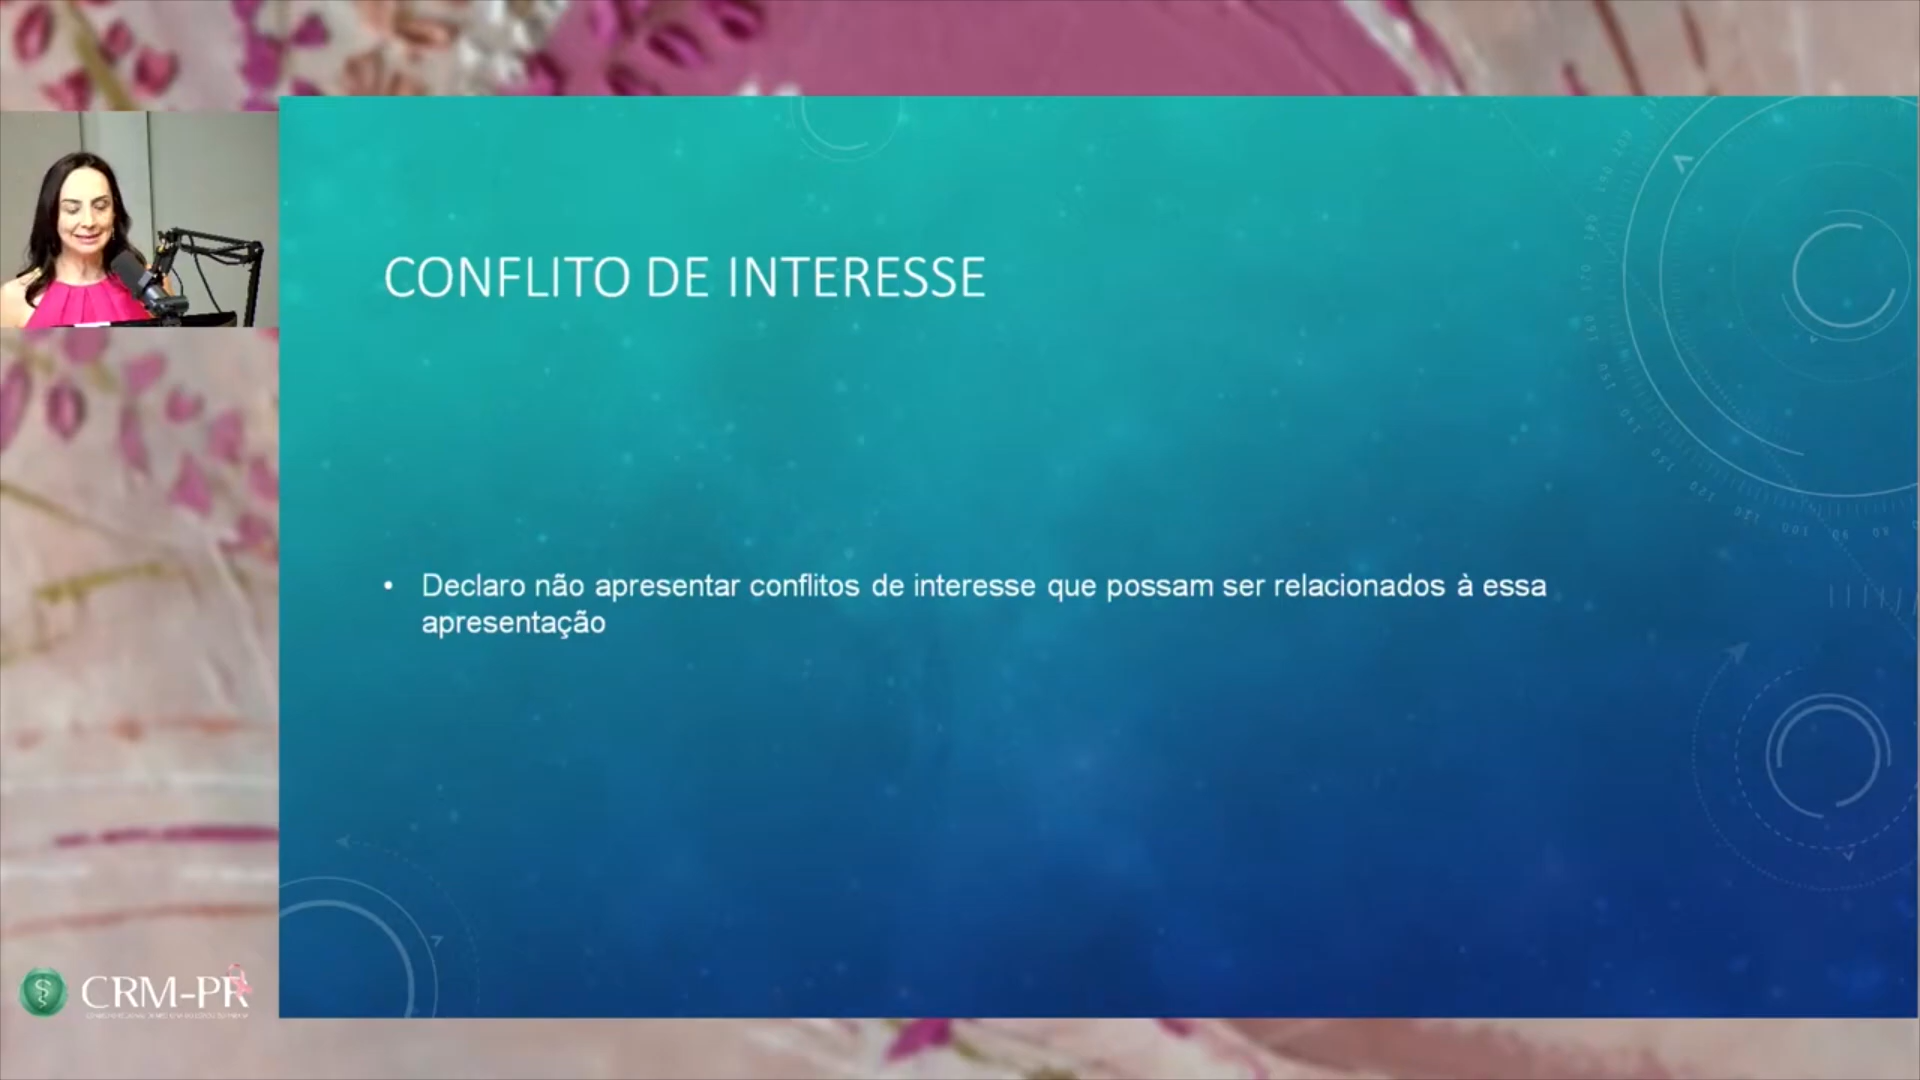 CONFLITO DE INTERESSE
• Declaro não apresentar conflitos de interesse que possam ser relacionados à essa
apresentação
CRM-PR